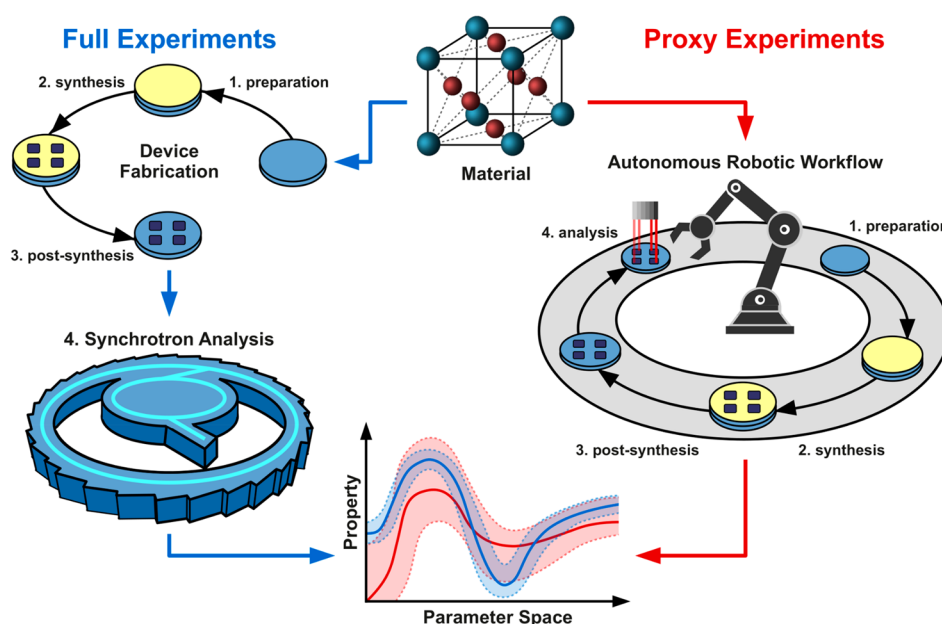 Full Experiments
Proxy Experiments
2. synthesis
1. preparation
Device
Fabrication
3. post-synthesis
Material
Autonomous Robotic Workflow
4. analysis
1. preparation
4. Synchrotron Analysis
3. post-synthesis
2. synthesis
Property
Parameter Space